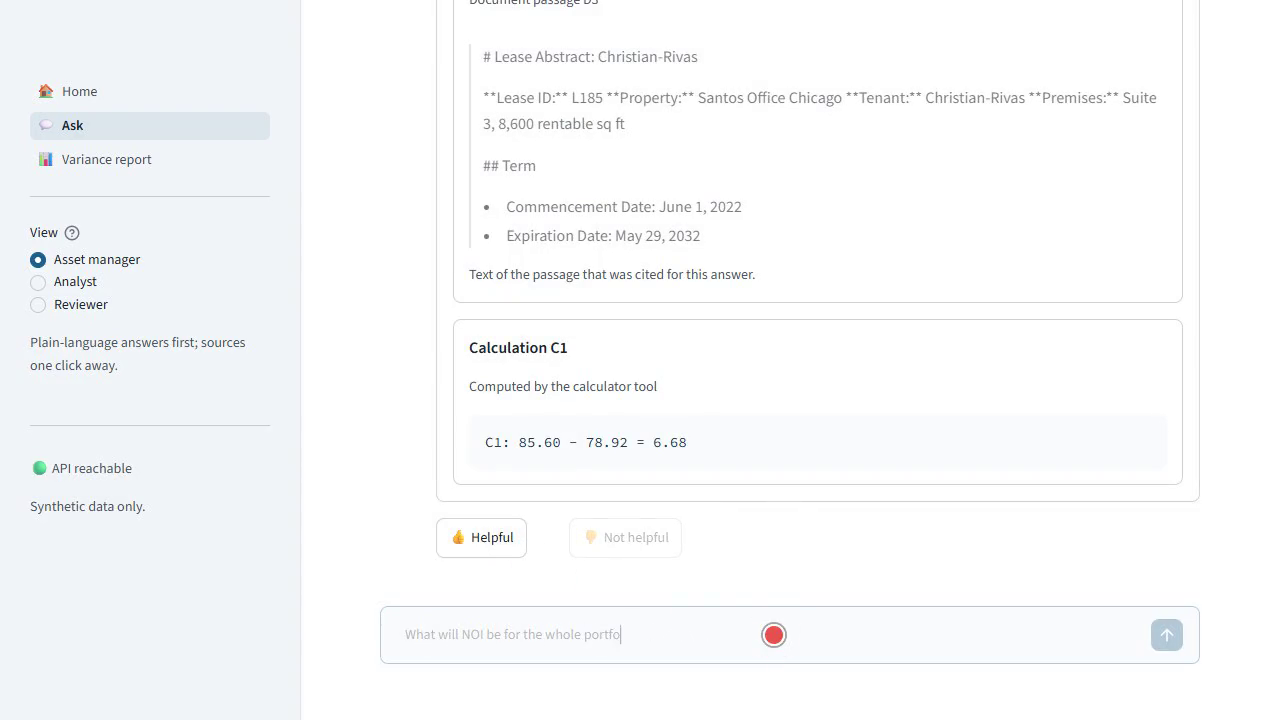 Home
Ask
Variance report
View
Asset manager
Analyst
Reviewer
Plain-language answers first; sources
one click away.
API reachable
Synthetic data only.
Document passage D3
# Lease Abstract: Christian-Rivas
**Lease ID:** L185 **Property:** Santos Office Chicago **Tenant:** Christian-Rivas **Premises:** Suite
3, 8,600 rentable sq ft
## Term
• Commencement Date: June 1, 2022
• Expiration Date: May 29, 2032
Text of the passage that was cited for this answer.
Calculation C1
Computed by the calculator tool
C1: 85.60 − 78.92 = 6.68
👍 Helpful
👎 Not helpful
What will NOI be for the whole portfo